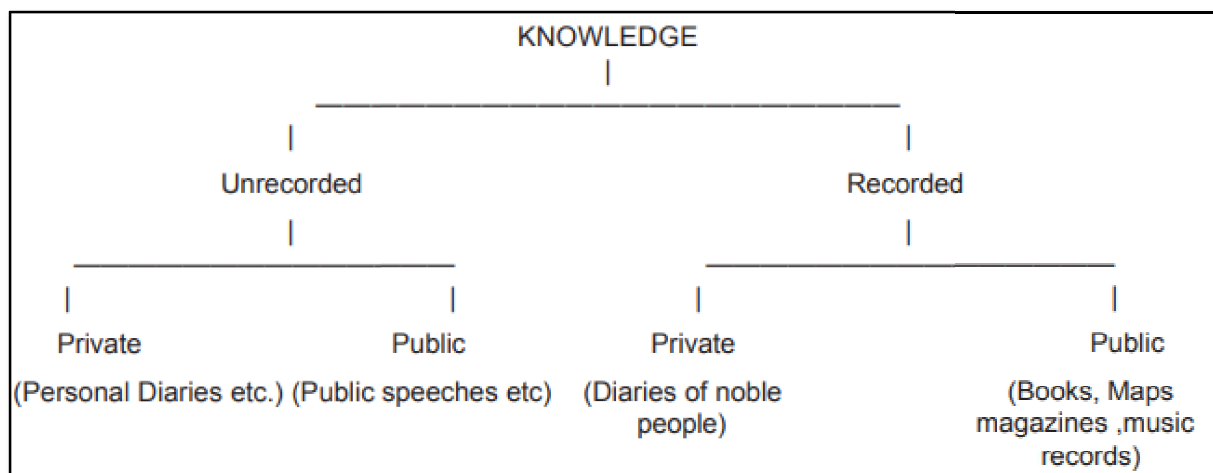 KNOWLEDGE
Unrecorded Recorded
Private Public Private Public
(Personal Diaries etc.) (Public speeches etc) (Diaries of noble (Books, Maps
people) magazines ,music
records)